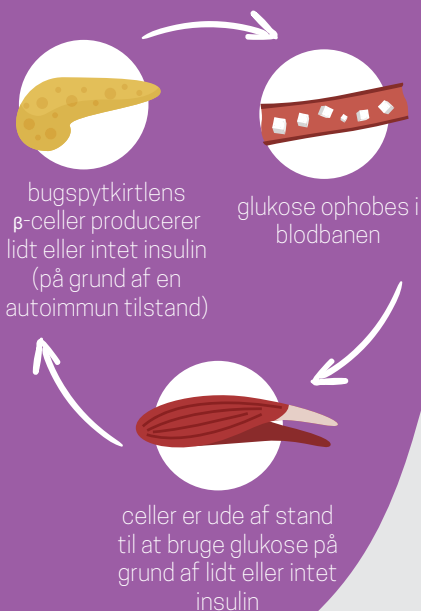 bugspytkirtlens
β-celler producerer
lidt eller intet insulin
(på grund af en
autoimmun tilstand)
glukose ophobes i
blodbanen
celler er ude af stand
til at bruge glukose på
grund af lidt eller intet
insulin